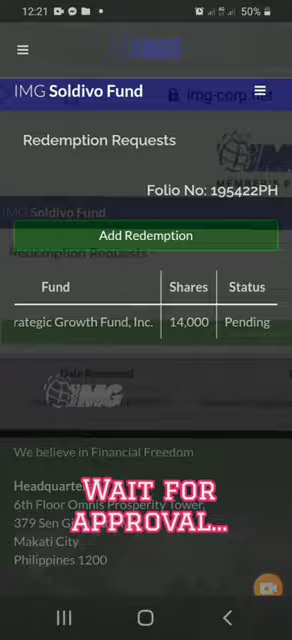 12:21
50%
IMG
IMG Soldivo Fund
img-corp.net
Redemption Requests
Folio No: 195422PH
IMG Soldivo Fund
Add Redemption
Redemption Requests
Fund Shares Status
rategic Growth Fund, Inc. 14,000 Pending
IMG
We believe in Financial Freedom
Headquarte
6th Floor Omnis Prosperity Tower,
379 Sen Gi
Makati City
Philippines 1200
WAIT FOR
APPROVAL...